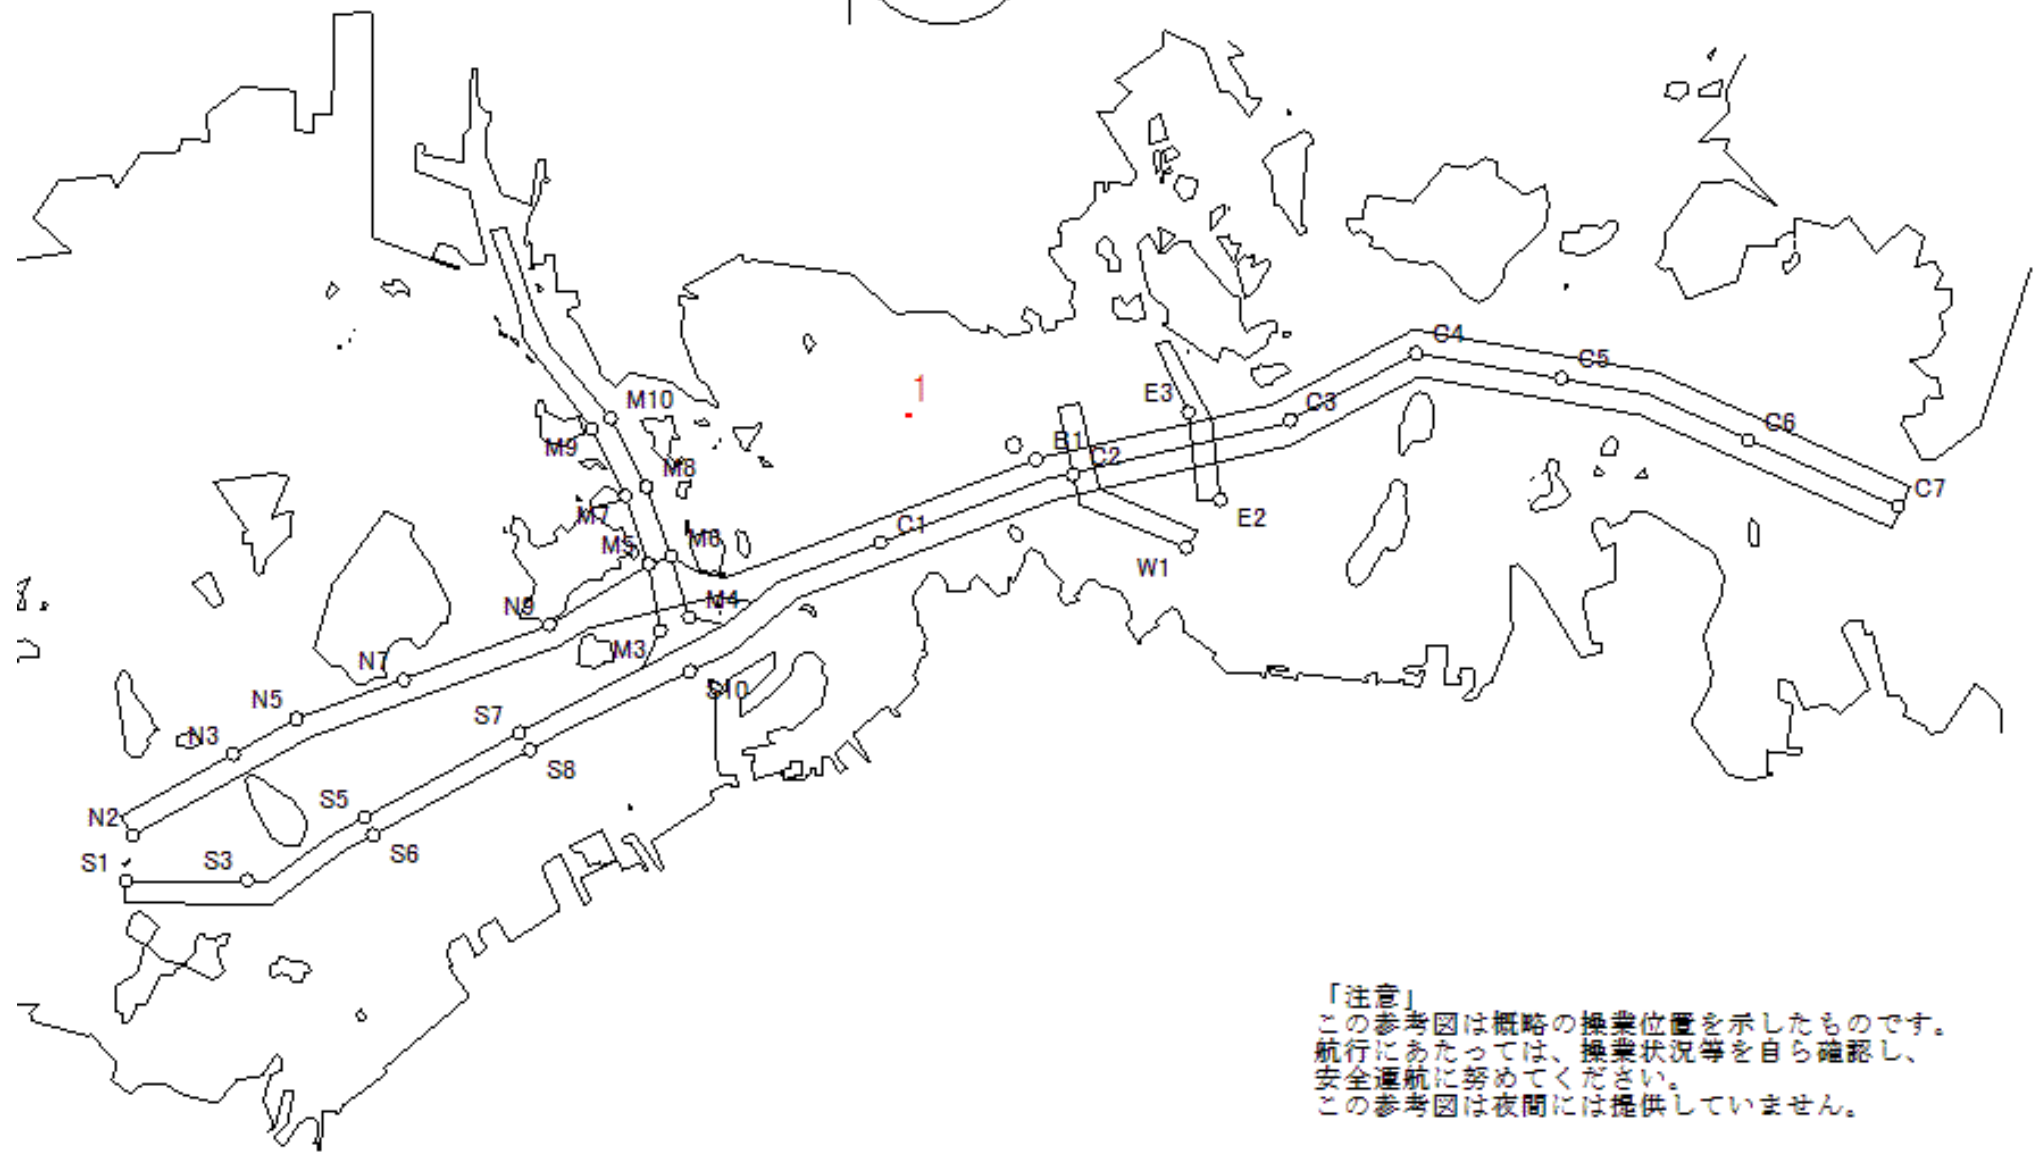 C4
C5
1
E3
M10
C3
C6
B1
M9
C2
M8
C7
M7
E2
C1
M6
M5
W1
N9
M4
M3
N7
S10
N5
S7
N3
S8
S5
N2
S6
S1
S3
「注意」
この参考図は概略の操業位置を示したものです。
航行にあたっては、操業状況等を自ら確認し、
安全運航に努めてください。
この参考図は夜間には提供していません。